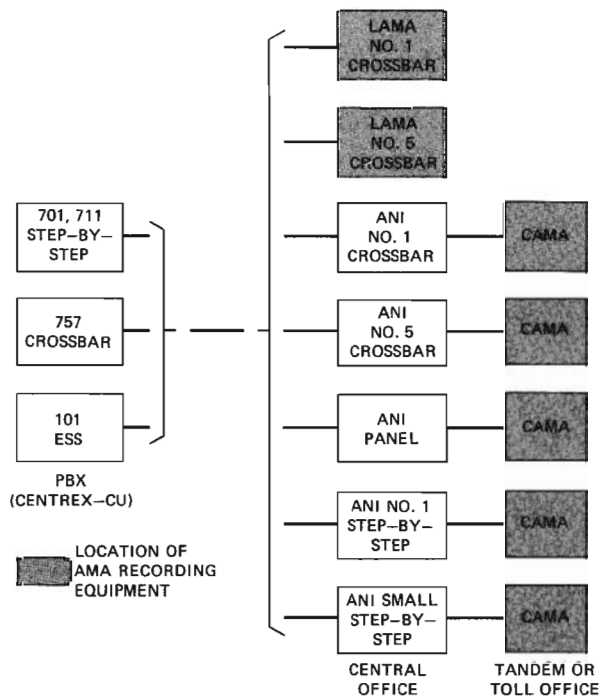 LAMA
NO. 1
CROSSBAR
LAMA
NO. 5
CROSSBAR
701, 711
STEP–BY–
STEP
ANI
NO. 1
CROSSBAR
CAMA
757
CROSSBAR
ANI
NO. 5
CROSSBAR
CAMA
101
ESS
ANI
PANEL
CAMA
PBX
(CENTREX–CU)
ANI NO. 1
STEP–BY–
STEP
CAMA
LOCATION OF
AMA RECORDING
EQUIPMENT
ANI SMALL
STEP–BY–
STEP
CAMA
CENTRAL
OFFICE
TANDEM OR
TOLL OFFICE